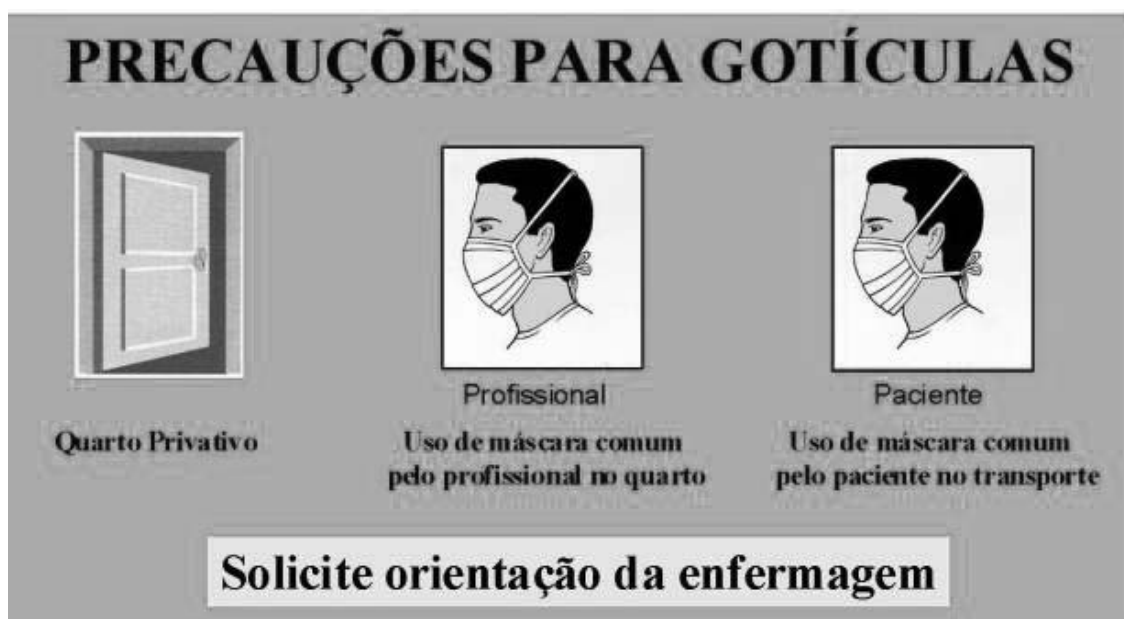 PRECAUÇÕES PARA GOTÍCULAS
Profissional
Paciente
Quarto Privativo
Uso de máscara comum
pelo profissional no quarto
Uso de máscara comum
pelo paciente no transporte
Solicite orientação da enfermagem